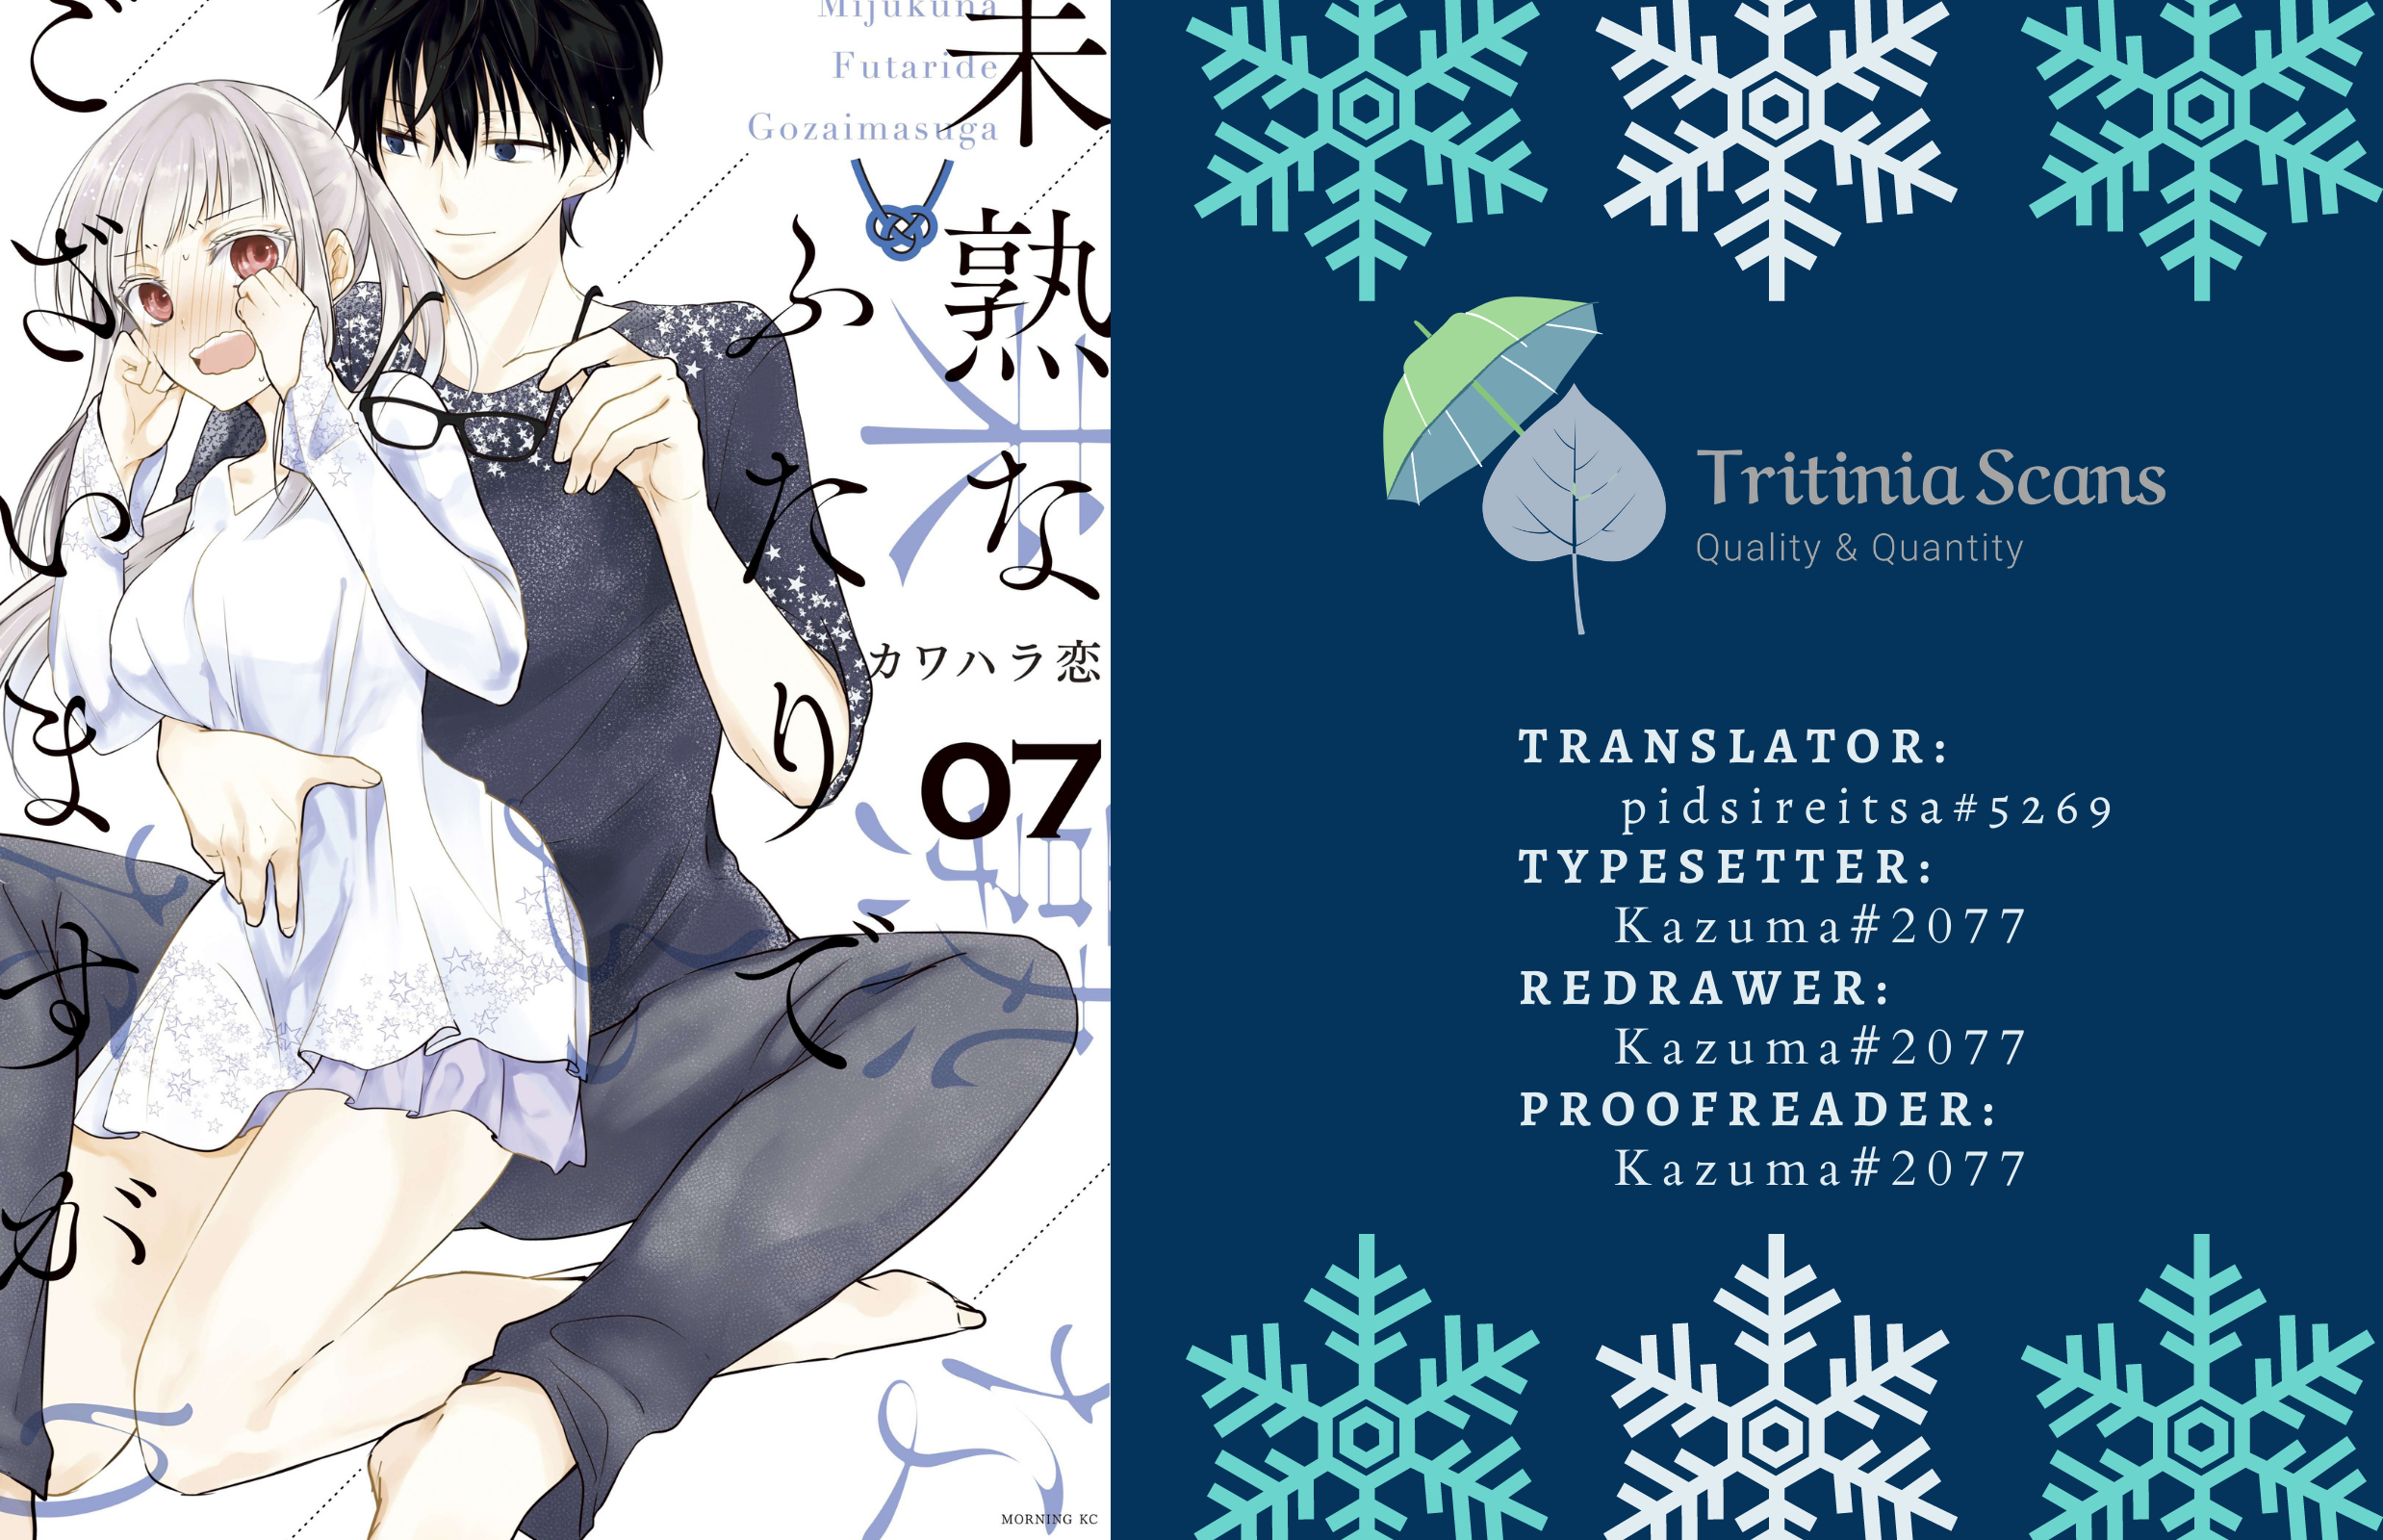 未熟な
ふたりで
ございますが
Mijukuna
Futaride
Gozaimasuga
カワハラ恋
07
MORNING KC
Tritinia Scans
Quality & Quantity
TRANSLATOR:
pidsireitsa#5269
TYPESETTER:
Kazuma#2077
REDRAWER:
Kazuma#2077
PROOFREADER:
Kazuma#2077